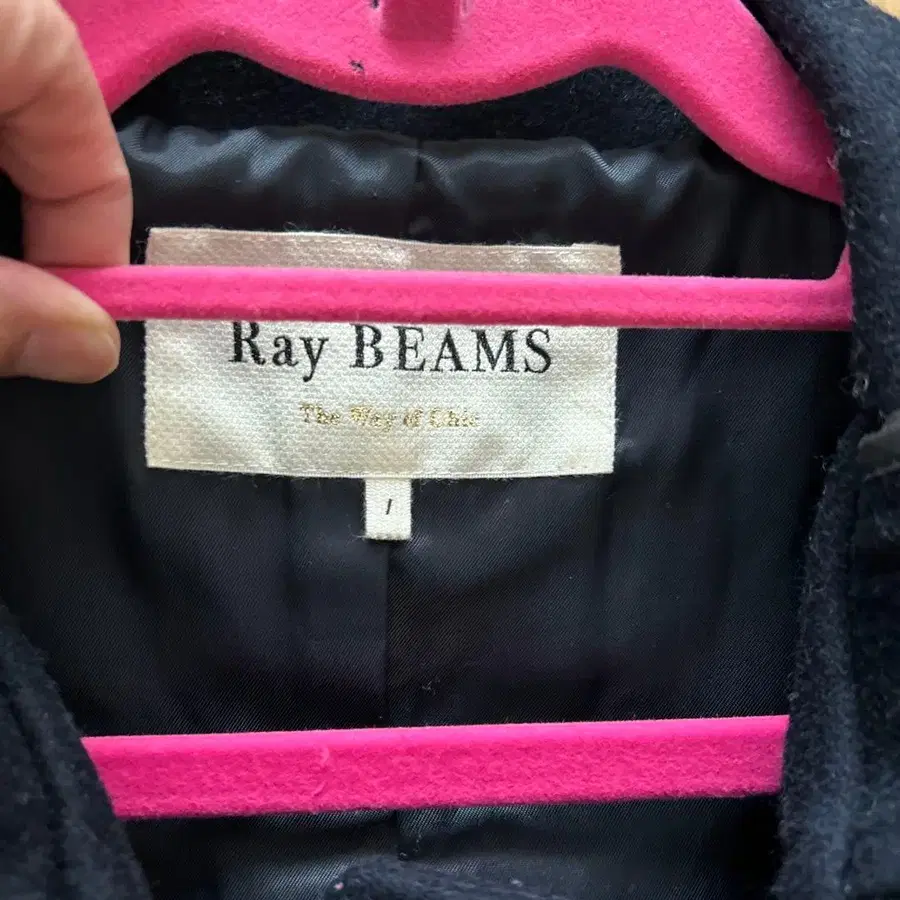 Ray BEAMS
The Way of Chic
1